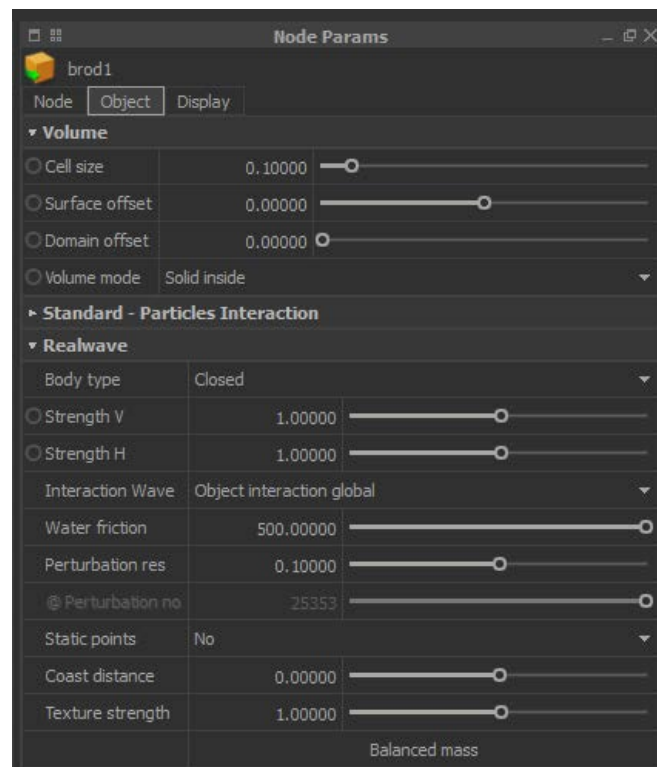 Node Params
brod1
Node Object Display
Volume
Cell size 0.10000
Surface offset 0.00000
Domain offset 0.00000
Volume mode Solid inside
Standard - Particles Interaction
Realwave
Body type Closed
Strength V 1.00000
Strength H 1.00000
Interaction Wave Object interaction global
Water friction 500.00000
Perturbation res 0.10000
@ Perturbation no 25353
Static points No
Coast distance 0.00000
Texture strength 1.00000
Balanced mass